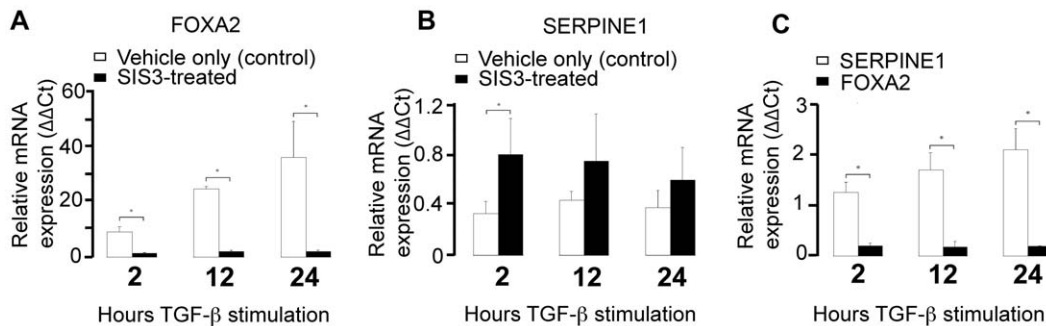 A
FOXA2
Vehicle only (control)
SIS3-treated
Relative mRNA
expression (ΔΔCt)
60
40
20
0
*
*
*
2 12 24
Hours TGF-β stimulation
B
SERPINE1
Vehicle only (control)
SIS3-treated
Relative mRNA
expression (ΔΔCt)
1.2
0.8
0.4
0
*
2 12 24
Hours TGF-β stimulation
C
SERPINE1
FOXA2
Relative mRNA
expression (ΔΔCt)
3
2
1
0
*
*
*
2 12 24
Hours TGF-β stimulation